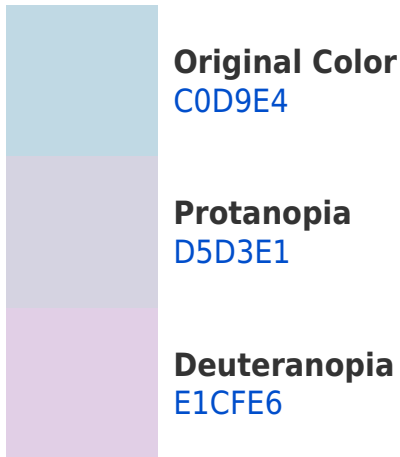 Original Color
C0D9E4
Protanopia
D5D3E1
Deuteranopia
E1CFE6